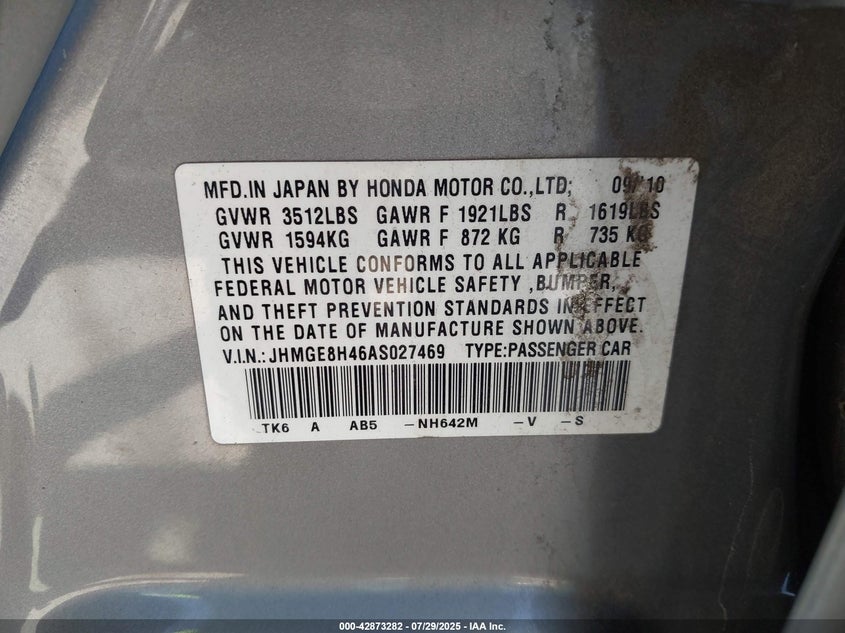 MFD.IN JAPAN BY HONDA MOTOR CO.,LTD; 09/'10
GVWR 3512LBS GAWR F 1921LBS R 1619LBS
GVWR 1594KG GAWR F 872 KG R 735 KG
THIS VEHICLE CONFORMS TO ALL APPLICABLE
FEDERAL MOTOR VEHICLE SAFETY ,BUMPER,
AND THEFT PREVENTION STANDARDS IN EFFECT
ON THE DATE OF MANUFACTURE SHOWN ABOVE.
V.I.N.:JHMGE8H46AS027469 TYPE:PASSENGER CAR
TK6 A AB5 -NH642M -V -S
000-42873282 - 07/29/2025 - IAA Inc.